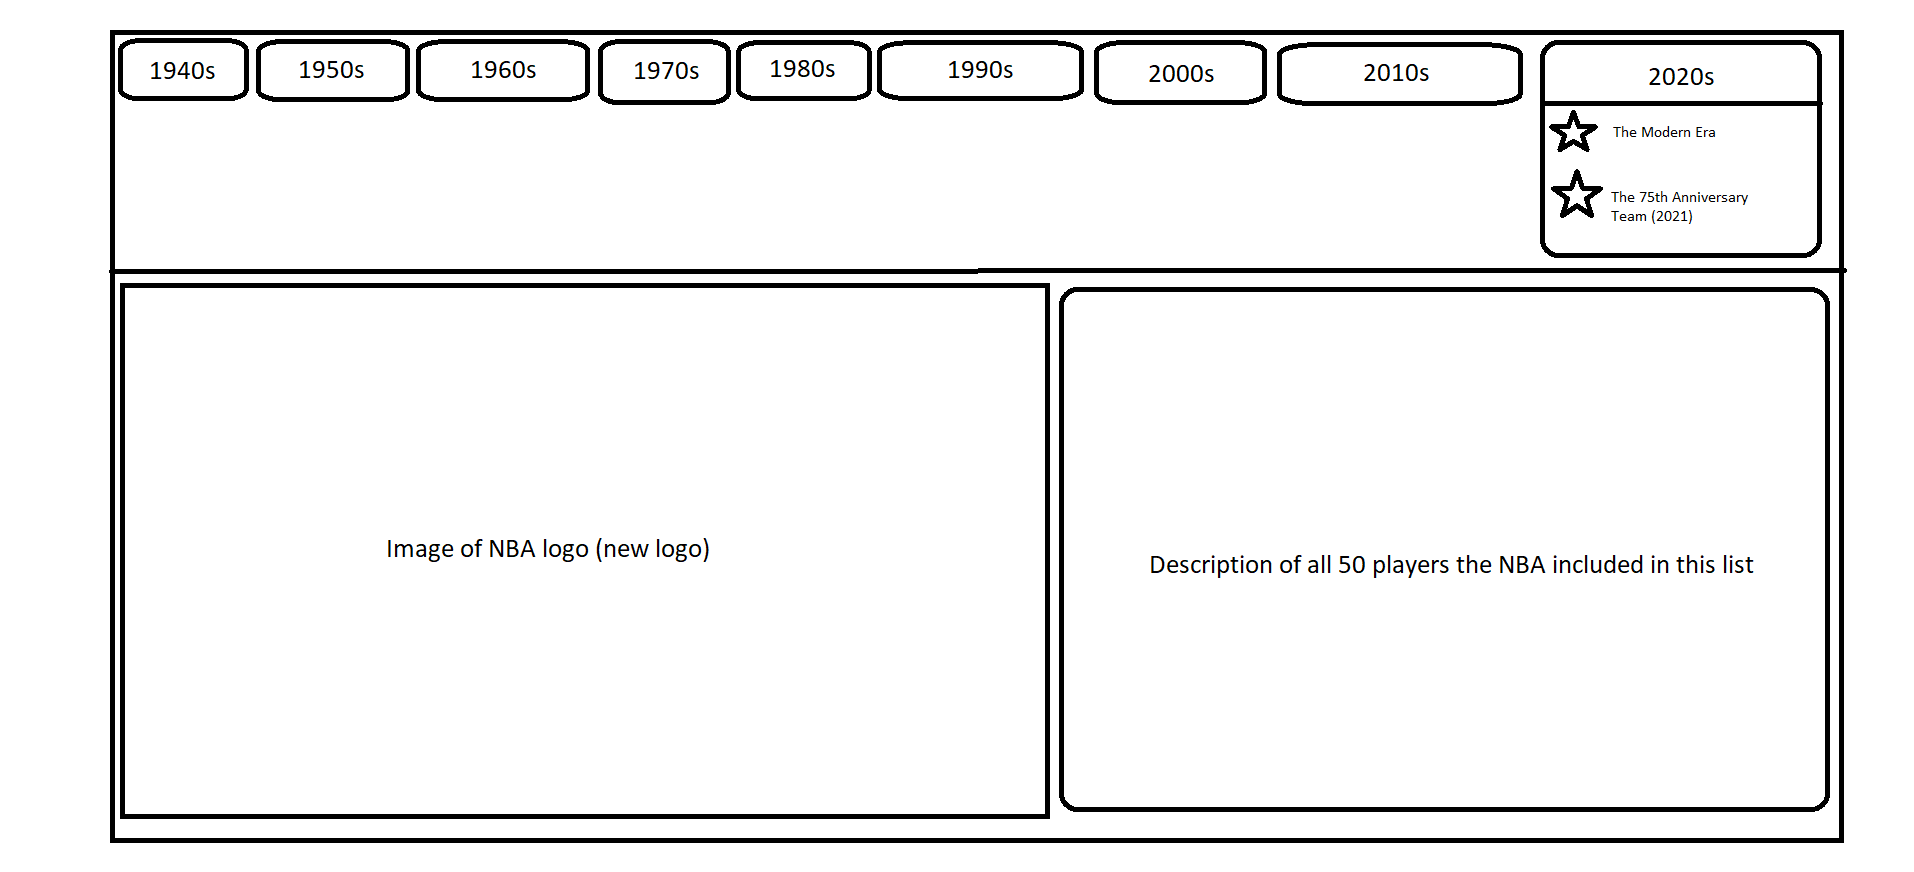 1940s
1950s
1960s
1970s
1980s
1990s
2000s
2010s
2020s
The Modern Era
The 75th Anniversary
Team (2021)
Image of NBA logo (new logo)
Description of all 50 players the NBA included in this list